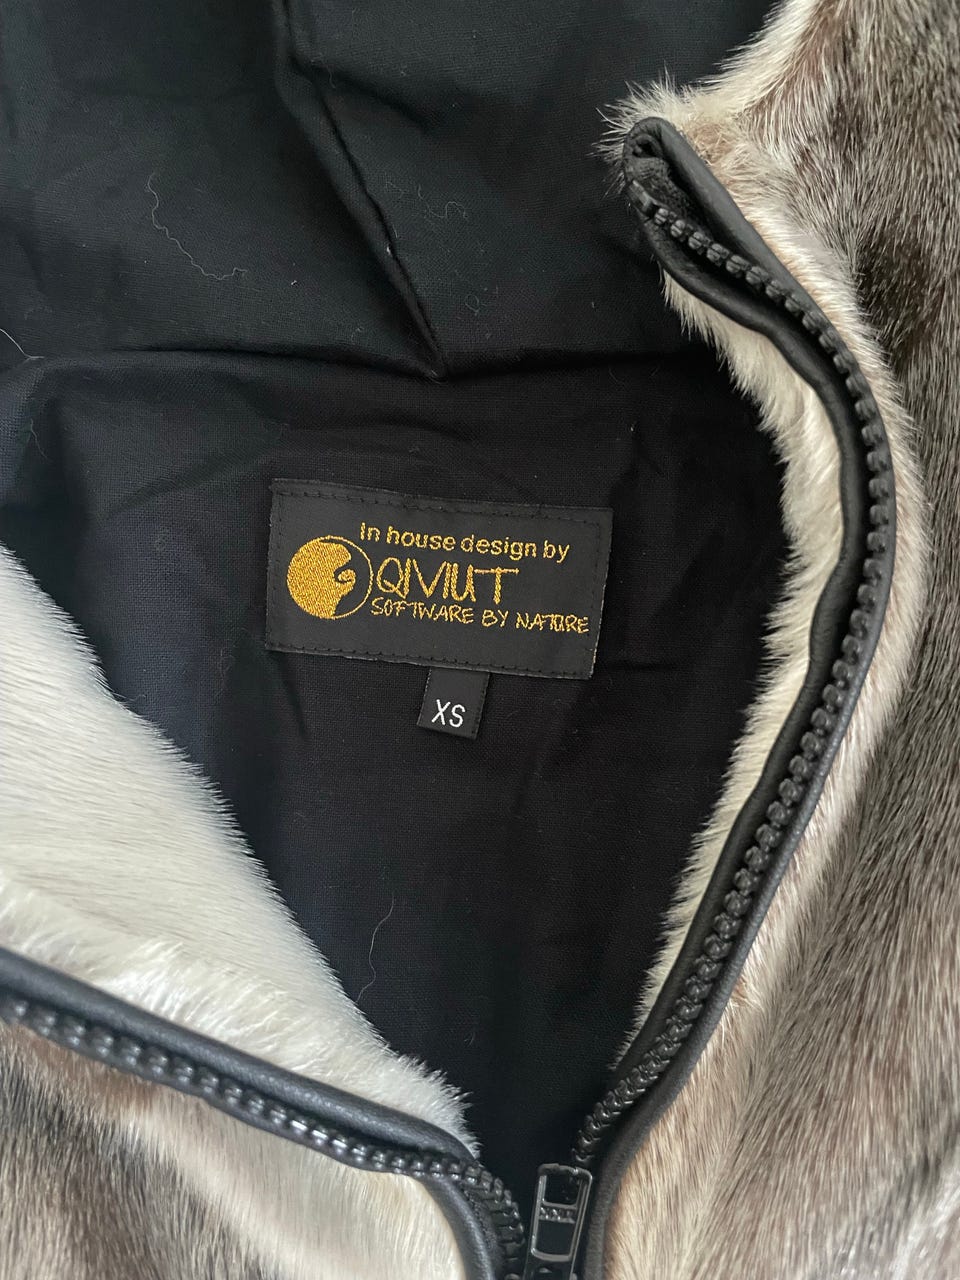 In house design by
QIVIUT
SOFTWARE BY NATURE
XS